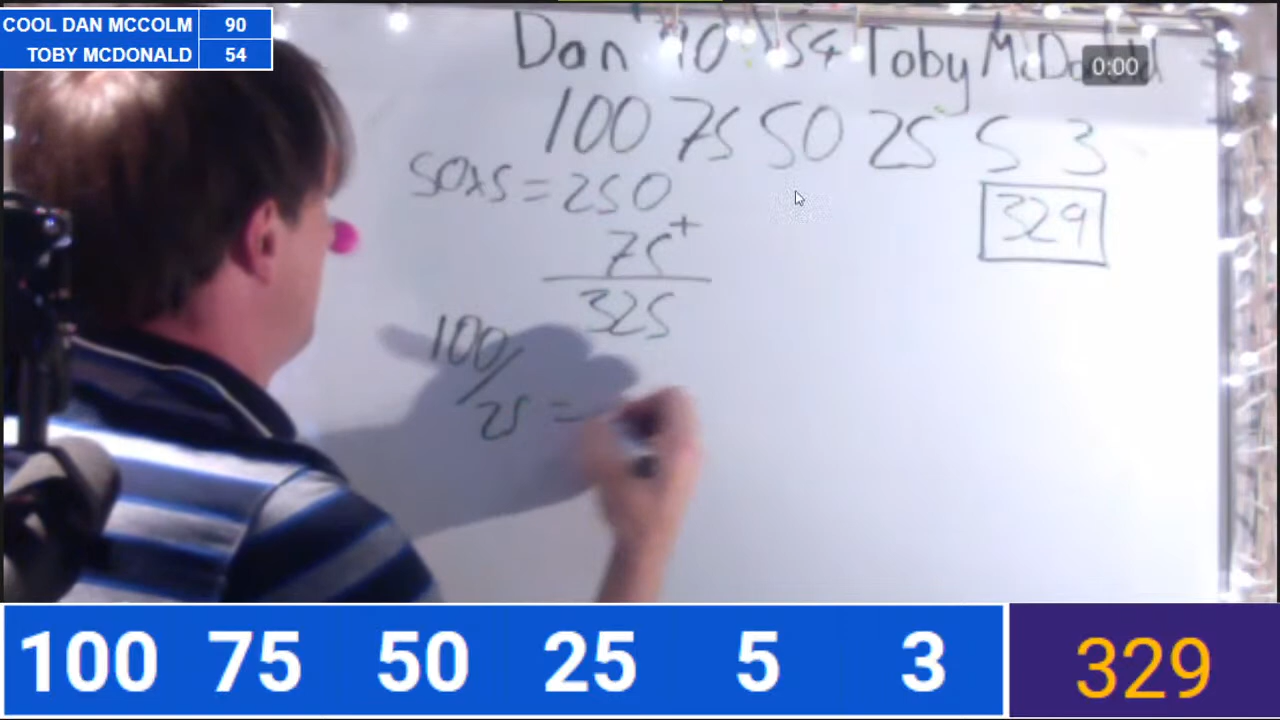 COOL DAN MCCOLM 90
TOBY MCDONALD 54
Dan 90 54 Toby McDonald
0:00
100 75 50 25 5 3
50x5=250
75+
325
329
100/25=
100 75 50 25 5 3 329